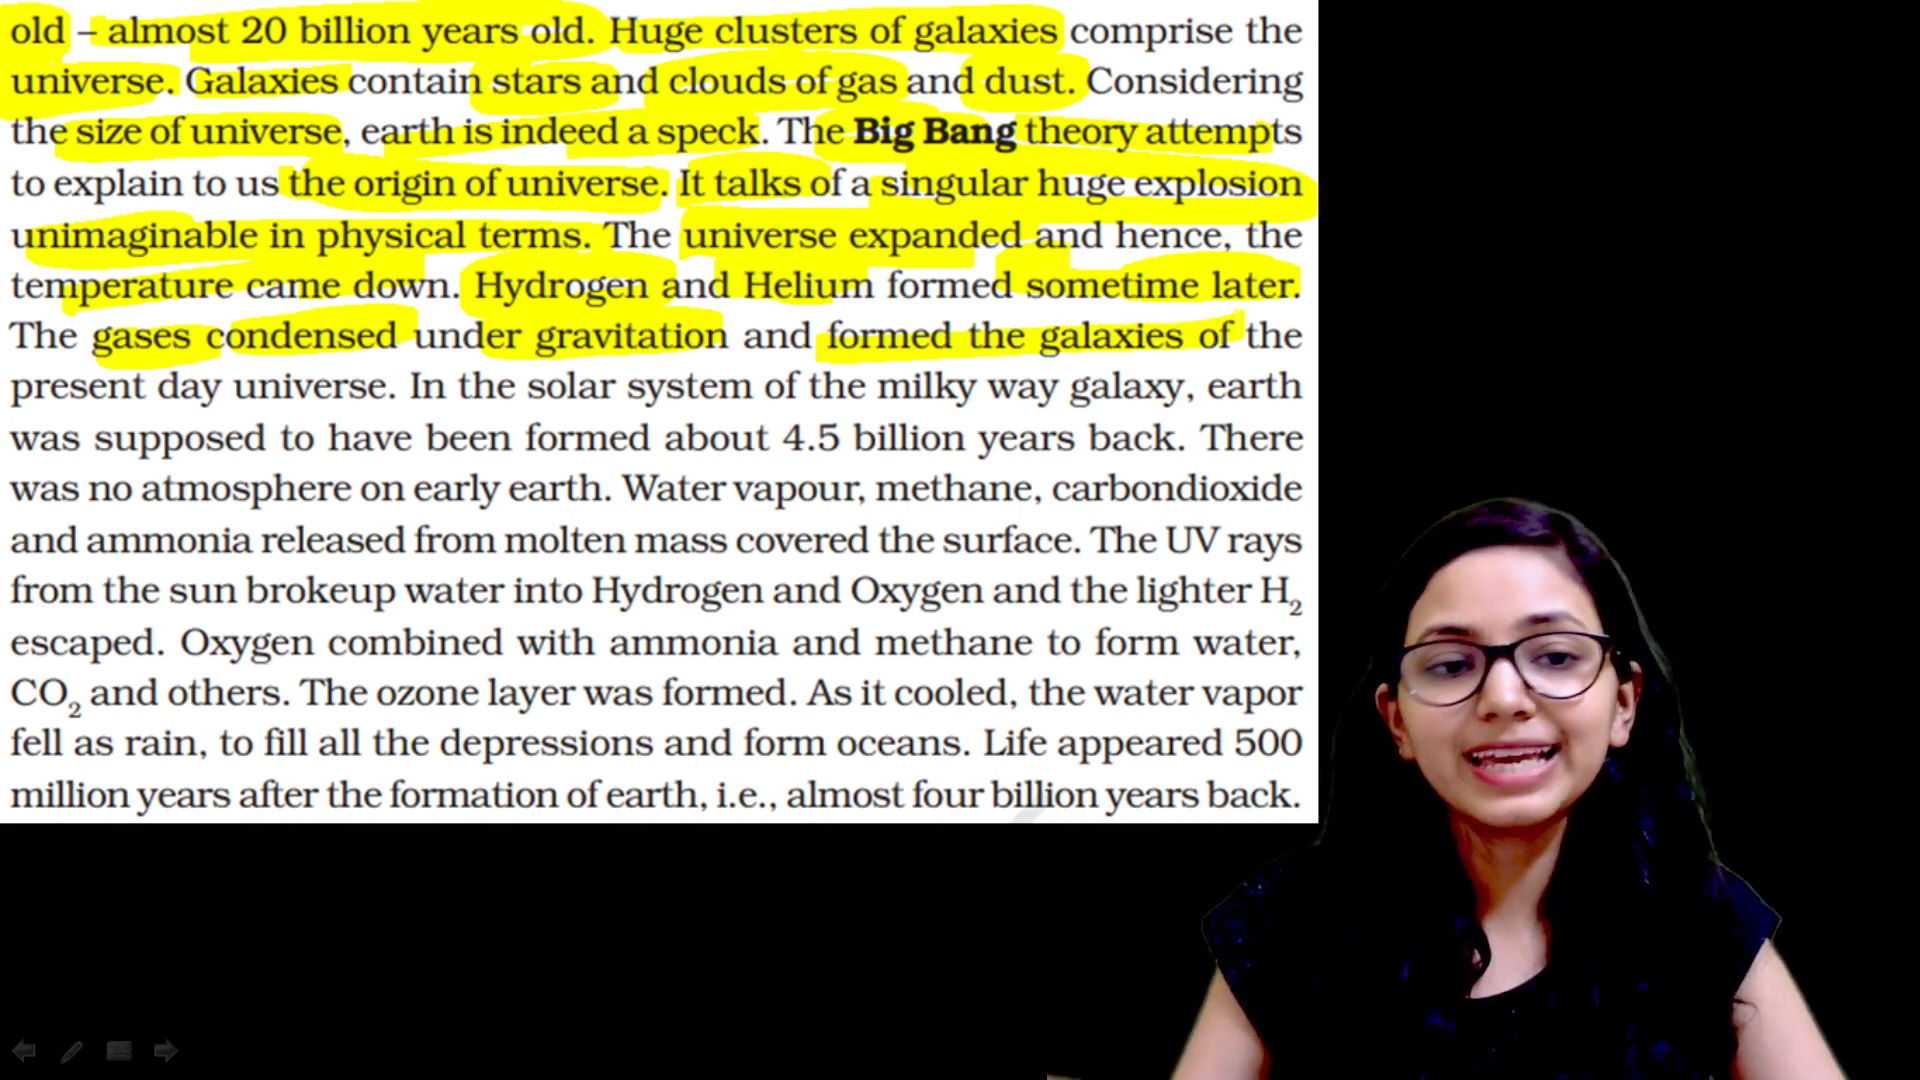 old – almost 20 billion years old. Huge clusters of galaxies comprise the
universe. Galaxies contain stars and clouds of gas and dust. Considering
the size of universe, earth is indeed a speck. The Big Bang theory attempts
to explain to us the origin of universe. It talks of a singular huge explosion
unimaginable in physical terms. The universe expanded and hence, the
temperature came down. Hydrogen and Helium formed sometime later.
The gases condensed under gravitation and formed the galaxies of the
present day universe. In the solar system of the milky way galaxy, earth
was supposed to have been formed about 4.5 billion years back. There
was no atmosphere on early earth. Water vapour, methane, carbondioxide
and ammonia released from molten mass covered the surface. The UV rays
from the sun brokeup water into Hydrogen and Oxygen and the lighter H₂
escaped. Oxygen combined with ammonia and methane to form water,
CO₂ and others. The ozone layer was formed. As it cooled, the water vapor
fell as rain, to fill all the depressions and form oceans. Life appeared 500
million years after the formation of earth, i.e., almost four billion years back.